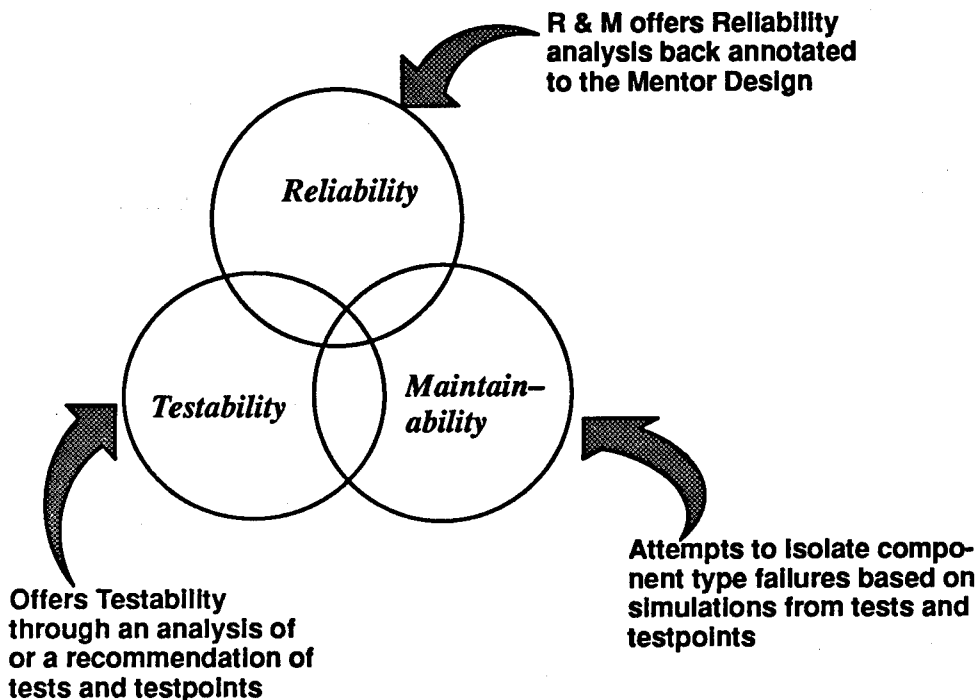 R & M offers Reliability
analysis back annotated
to the Mentor Design
Reliability
Testability
Maintain–
ability
Attempts to Isolate compo-
nent type failures based on
simulations from tests and
testpoints
Offers Testability
through an analysis of
or a recommendation of
tests and testpoints